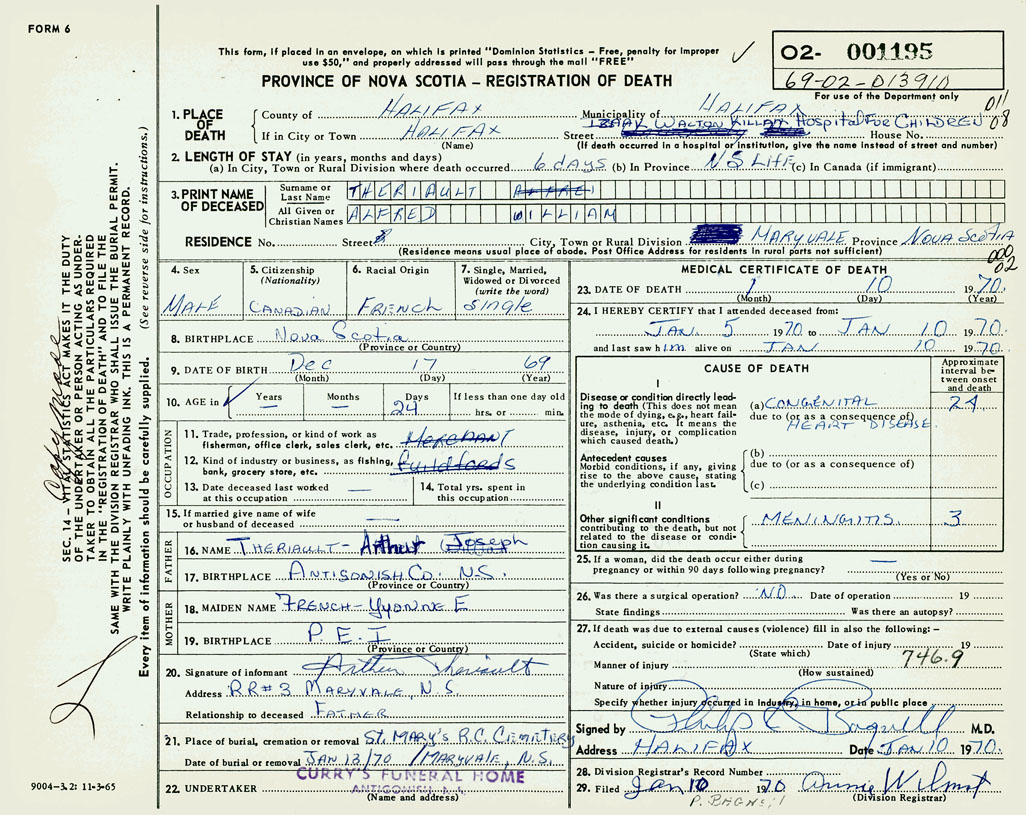 FORM 6
This form, if placed in an envelope, on which is printed "Dominion Statistics – Free, penalty for improper
use $50," and properly addressed will pass through the mail "FREE"
PROVINCE OF NOVA SCOTIA – REGISTRATION OF DEATH
02- 001195
69-02-D1391D
For use of the Department only
011
08
1. PLACE OF DEATH
County of HALIFAX Municipality of HALIFAX
If in City or Town HALIFAX Street IZAAK WALTON KILLAM Hospital For CHILDREN House No.
(Name) (If death occurred in a hospital or institution, give the name instead of street and number)
2. LENGTH OF STAY (in years, months and days)
(a) In City, Town or Rural Division where death occurred 6 days (b) In Province NS LIFE (c) In Canada (if immigrant)
3. PRINT NAME OF DECEASED
Surname or Last Name THERIAULT
All Given or Christian Names ALFRED WILLIAM
RESIDENCE No. Street City, Town or Rural Division MARYVALE Province NOVA SCOTIA
(Residence means usual place of abode. Post Office Address for residents in rural parts not sufficient)
000
02
4. Sex MALE
5. Citizenship (Nationality) CANADIAN
6. Racial Origin FRENCH
7. Single, Married, Widowed or Divorced (write the word) Single
8. BIRTHPLACE Nova Scotia
(Province or Country)
9. DATE OF BIRTH Dec 17 69
(Month) (Day) (Year)
10. AGE in Years — Months — Days 24 If less than one day old hrs. or min.
OCCUPATION
11. Trade, profession, or kind of work as fisherman, office clerk, sales clerk, etc. MERCHANT
12. Kind of industry or business, as fishing, bank, grocery store, etc.
13. Date deceased last worked at this occupation —
14. Total yrs. spent in this occupation
15. If married give name of wife or husband of deceased —
FATHER
16. NAME THERIAULT - Arthur Joseph
17. BIRTHPLACE ANTIGONISH CO. N.S.
(Province or Country)
MOTHER
18. MAIDEN NAME FRENCH - Yvonne E
19. BIRTHPLACE P.E.I
(Province or Country)
20. Signature of informant Arthur Theriault
Address RR#3 MARYVALE, N.S.
Relationship to deceased FATHER
21. Place of burial, cremation or removal ST. MARY'S R.C. CEMETERY
Date of burial or removal JAN 13/70 /MARYVALE, N.S.
22. UNDERTAKER CURRY'S FUNERAL HOME
ANTIGONISH, N.S.
(Name and address)
MEDICAL CERTIFICATE OF DEATH
23. DATE OF DEATH 1 10 1970.
(Month) (Day) (Year)
24. I HEREBY CERTIFY that I attended deceased from:
JAN. 5 1970 to JAN 10 1970.
and last saw him alive on JAN 10 1970.
CAUSE OF DEATH
Approximate interval between onset and death
I
Disease or condition directly leading to death (This does not mean the mode of dying, e.g., heart failure, asthenia, etc. It means the disease, injury, or complication which caused death.)
(a) CONGENITAL 24
due to (or as a consequence of)
HEART DISEASE.
Antecedent causes
Morbid conditions, if any, giving rise to the above cause, stating the underlying condition last.
(b)
due to (or as a consequence of)
(c)
II
Other significant conditions contributing to the death, but not related to the disease or condition causing it.
MENINGITIS 3
25. If a woman, did the death occur either during pregnancy or within 90 days following pregnancy? —
(Yes or No)
26. Was there a surgical operation? NO Date of operation 19
State findings Was there an autopsy?
27. If death was due to external causes (violence) fill in also the following: –
Accident, suicide or homicide? Date of injury 19
(State which)
746.9
Manner of injury
(How sustained)
Nature of injury
Specify whether injury occurred in Industry, in home, or in public place
Signed by Philip C Bagnell M.D.
Address HALIFAX Date JAN 10 1970.
28. Division Registrar's Record Number
29. Filed Jan 10 1970 Annie Wilmot
(Division Registrar)
P. BAGNELL
SEC. 14 – VITAL STATISTICS ACT MAKES IT THE DUTY
OF THE UNDERTAKER OR PERSON ACTING AS UNDER-
TAKER TO OBTAIN ALL THE PARTICULARS REQUIRED
IN THE "REGISTRATION OF DEATH" AND TO FILE THE
SAME WITH THE DIVISION REGISTRAR WHO SHALL ISSUE THE BURIAL PERMIT.
WRITE PLAINLY WITH UNFADING INK. THIS IS A PERMANENT RECORD.
Every item of information should be carefully supplied. (See reverse side for instructions.)
9004-3.2: 11-3-65